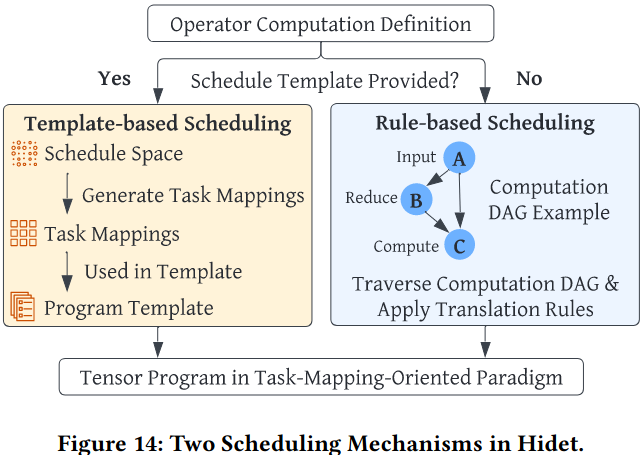 Operator Computation Definition
Yes
Schedule Template Provided?
No
Template-based Scheduling
Schedule Space
Generate Task Mappings
Task Mappings
Used in Template
Program Template
Rule-based Scheduling
Input
A
Reduce
B
Compute
C
Computation
DAG Example
Traverse Computation DAG &
Apply Translation Rules
Tensor Program in Task-Mapping-Oriented Paradigm
Figure 14: Two Scheduling Mechanisms in Hidet.